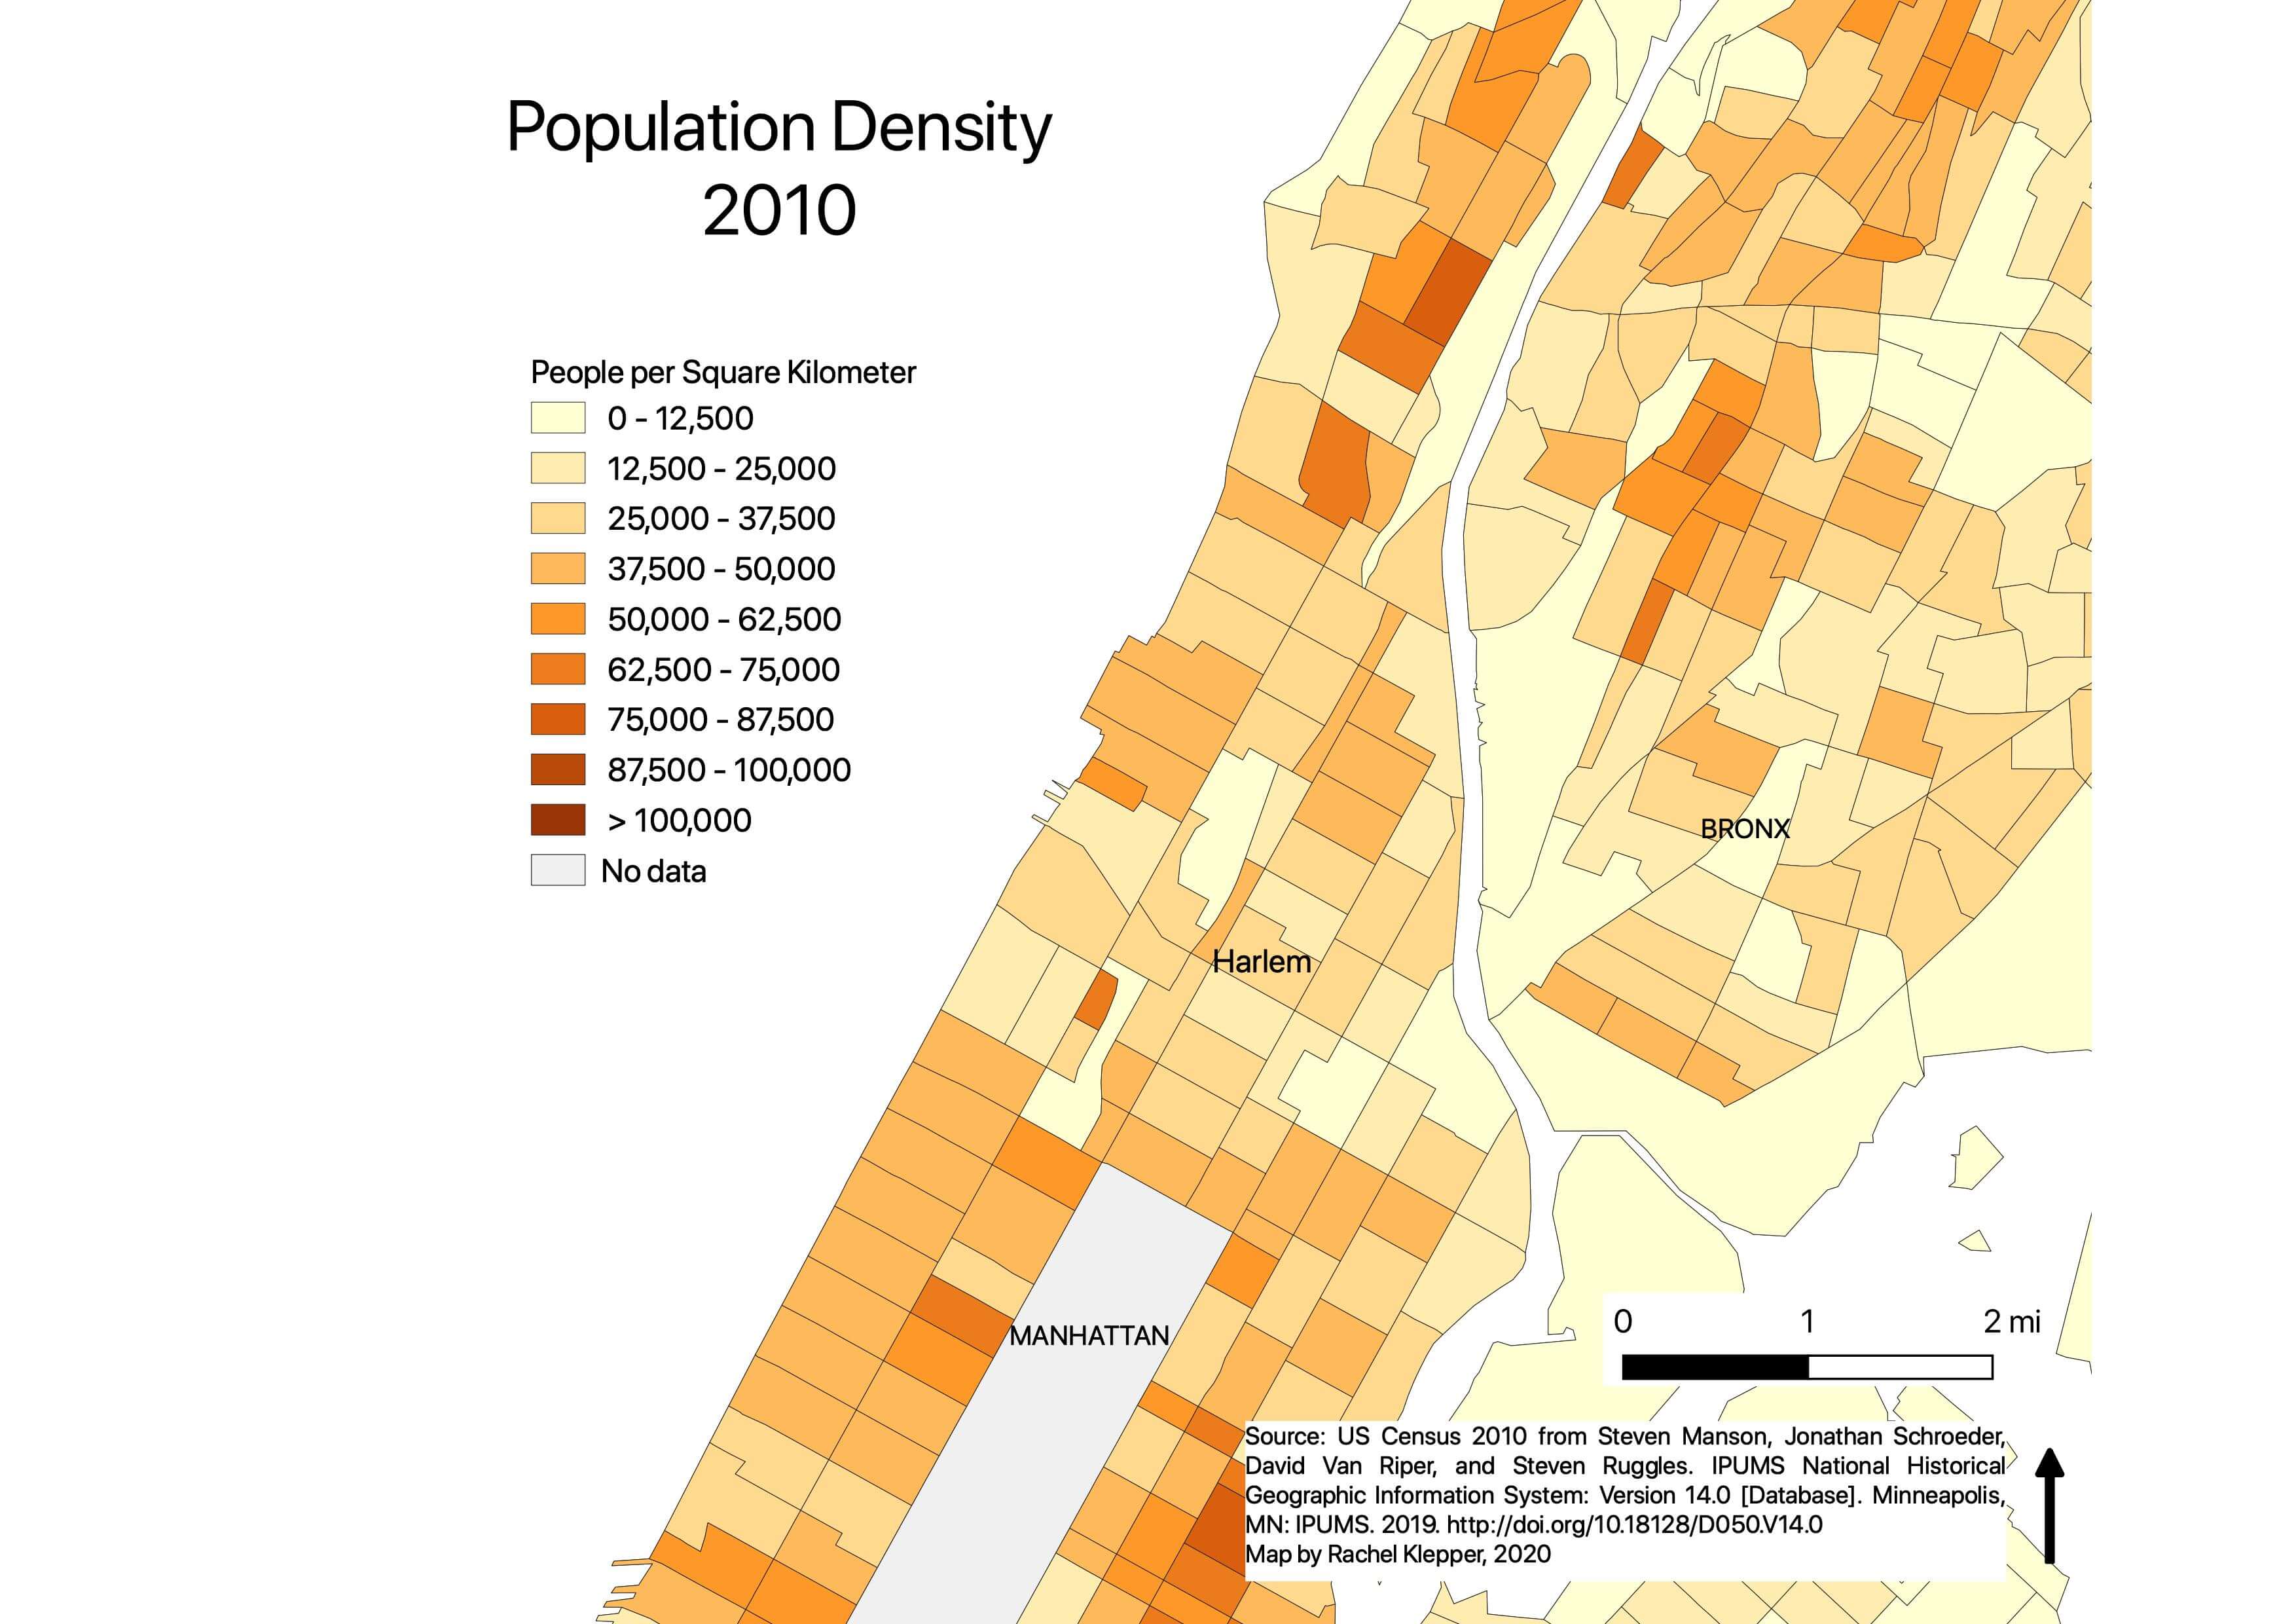 Population Density
2010
People per Square Kilometer
0 - 12,500
12,500 - 25,000
25,000 - 37,500
37,500 - 50,000
50,000 - 62,500
62,500 - 75,000
75,000 - 87,500
87,500 - 100,000
> 100,000
No data
BRONX
Harlem
MANHATTAN
0 1 2 mi
Source: US Census 2010 from Steven Manson, Jonathan Schroeder,
David Van Riper, and Steven Ruggles. IPUMS National Historical
Geographic Information System: Version 14.0 [Database]. Minneapolis,
MN: IPUMS. 2019. http://doi.org/10.18128/D050.V14.0
Map by Rachel Klepper, 2020